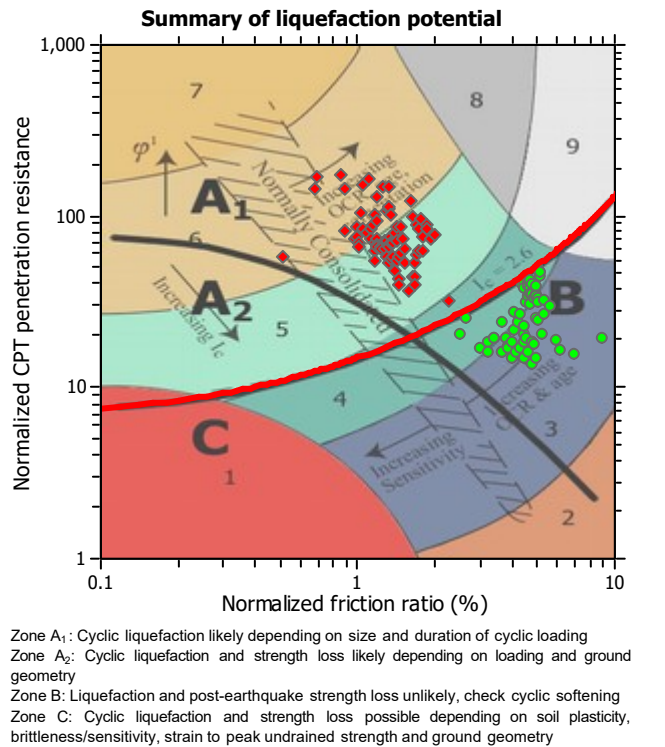 Summary of liquefaction potential
1,000
100
10
1
Normalized CPT penetration resistance
0.1
1
10
Normalized friction ratio (%)
7
8
9
φ'
A1
6
A2
5
4
3
2
1
B
C
Normally Consolidated
Increasing
OCR, age,
Increasing Ic
Ic = 2.6
Increasing
OCR & age
Increasing
Sensitivity
Zone A1: Cyclic liquefaction likely depending on size and duration of cyclic loading
Zone A2: Cyclic liquefaction and strength loss likely depending on loading and ground
geometry
Zone B: Liquefaction and post-earthquake strength loss unlikely, check cyclic softening
Zone C: Cyclic liquefaction and strength loss possible depending on soil plasticity,
brittleness/sensitivity, strain to peak undrained strength and ground geometry